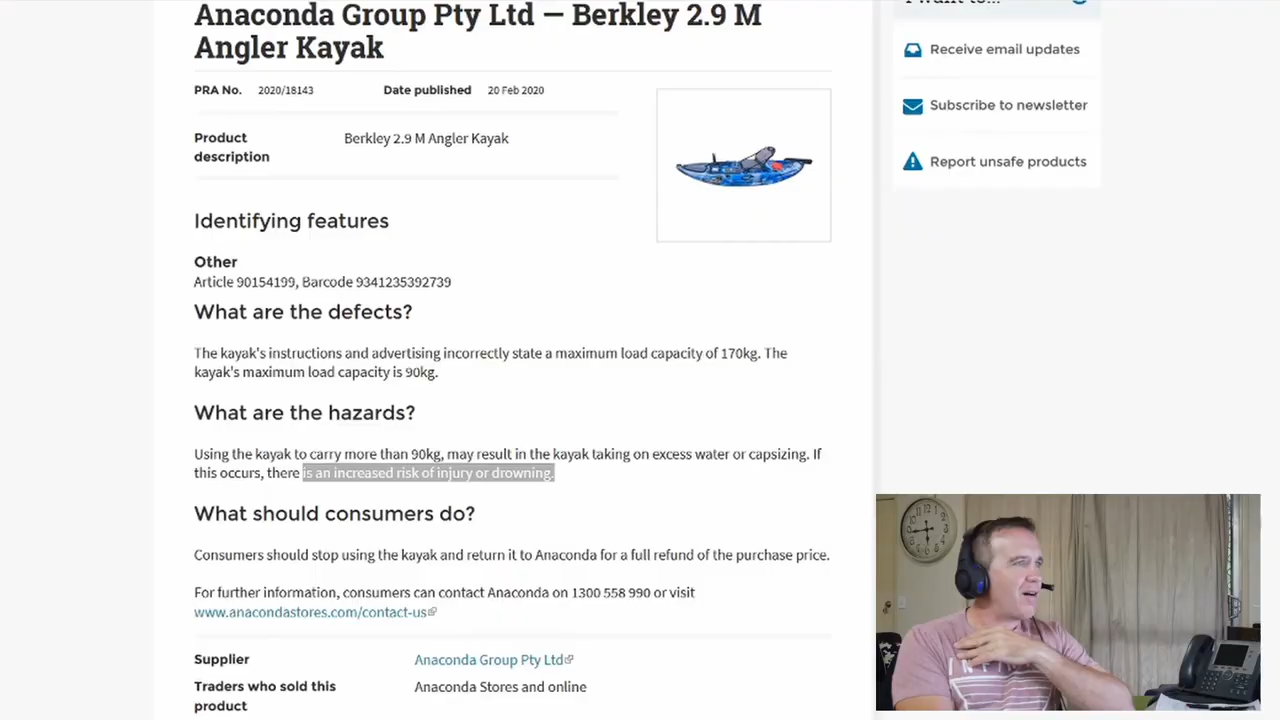 Anaconda Group Pty Ltd — Berkley 2.9 M
Angler Kayak
PRA No. 2020/18143 Date published 20 Feb 2020
Product
description
Berkley 2.9 M Angler Kayak
Identifying features
Other
Article 90154199, Barcode 9341235392739
What are the defects?
The kayak's instructions and advertising incorrectly state a maximum load capacity of 170kg. The
kayak's maximum load capacity is 90kg.
What are the hazards?
Using the kayak to carry more than 90kg, may result in the kayak taking on excess water or capsizing. If
this occurs, there is an increased risk of injury or drowning.
What should consumers do?
Consumers should stop using the kayak and return it to Anaconda for a full refund of the purchase price.
For further information, consumers can contact Anaconda on 1300 558 990 or visit
www.anacondastores.com/contact-us
Supplier Anaconda Group Pty Ltd
Traders who sold this
product
Anaconda Stores and online
I want to...
Receive email updates
Subscribe to newsletter
Report unsafe products